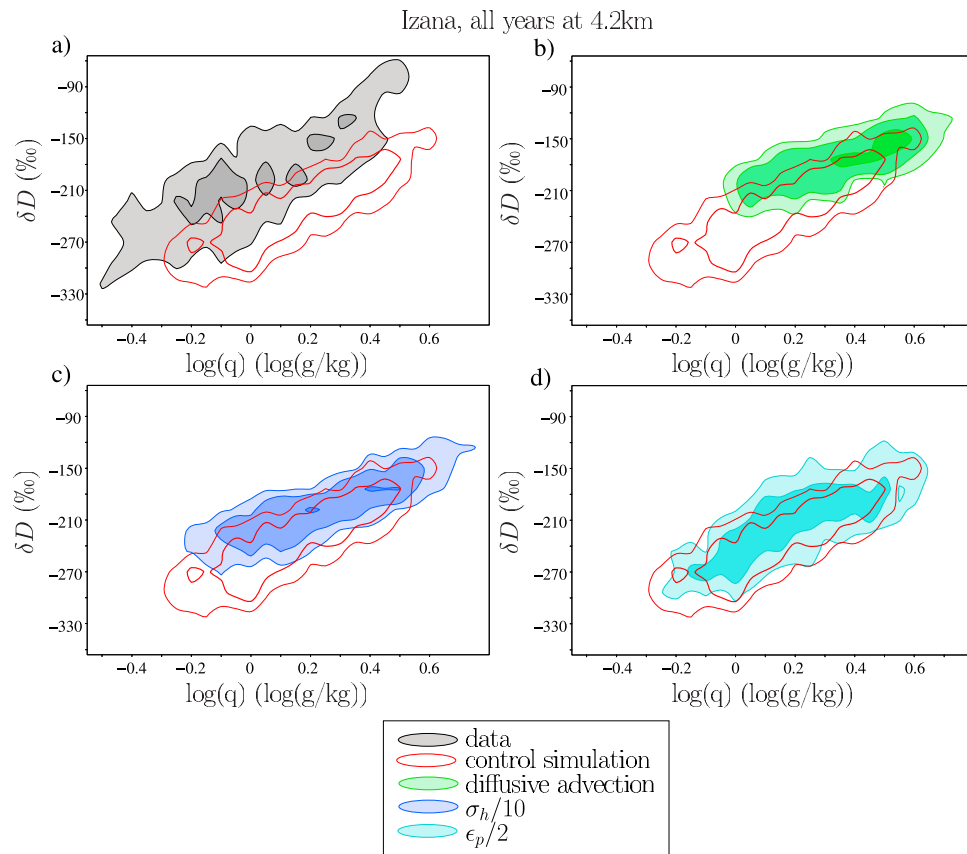 Izana, all years at 4.2km
a)
b)
−90
−150
−210
−270
−330
δD (‰)
−0.4 −0.2 0 0.2 0.4 0.6
log(q) (log(g/kg))
−90
−150
−210
−270
−330
δD (‰)
−0.4 −0.2 0 0.2 0.4 0.6
log(q) (log(g/kg))
c)
d)
−90
−150
−210
−270
−330
δD (‰)
−0.4 −0.2 0 0.2 0.4 0.6
log(q) (log(g/kg))
−90
−150
−210
−270
−330
δD (‰)
−0.4 −0.2 0 0.2 0.4 0.6
log(q) (log(g/kg))
data
control simulation
diffusive advection
σ_h/10
ϵ_p/2